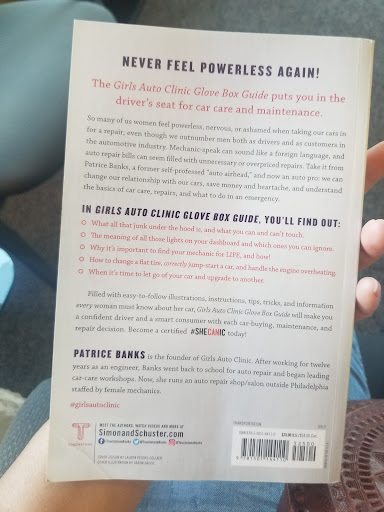 NEVER FEEL POWERLESS AGAIN!
The Girls Auto Clinic Glove Box Guide puts you in the
driver's seat for car care and maintenance.
So many of us women feel powerless, nervous, or ashamed when taking our cars in
for a repair, even though we outnumber men both as drivers and as customers in
the automotive industry. Mechanic-speak can sound like a foreign language, and
auto repair bills can seem filled with unnecessary or overpriced repairs. Take it from
Patrice Banks, a former self-professed "auto airhead," and now an auto pro: we can
change our relationship with our cars, save money and heartache, and understand
the basics of car care, repairs, and what to do in an emergency.
IN GIRLS AUTO CLINIC GLOVE BOX GUIDE, YOU'LL FIND OUT:
What all that junk under the hood is, and what you can and can't touch.
The meaning of all those lights on your dashboard and which ones you can ignore.
Why it's important to find your mechanic for LIFE, and how!
How to change a flat tire, correctly jump-start a car, and handle the engine overheating.
When it's time to let go of your car and upgrade to another.
Filled with easy-to-follow illustrations, instructions, tips, tricks, and information
every woman must know about her car, Girls Auto Clinic Glove Box Guide will make you
a confident driver and a smart consumer with each car-buying, maintenance, and
repair decision. Become a certified #SHECANIC today!
PATRICE BANKS is the founder of Girls Auto Clinic. After working for twelve
years as an engineer, Banks went back to school for auto repair and began leading
car-care workshops. Now, she runs an auto repair shop/salon outside Philadelphia
staffed by female mechanics.
#girlsautoclinic
TRANSPORTATION
MEET THE AUTHORS, WATCH VIDEOS AND MORE AT
SimonandSchuster.com